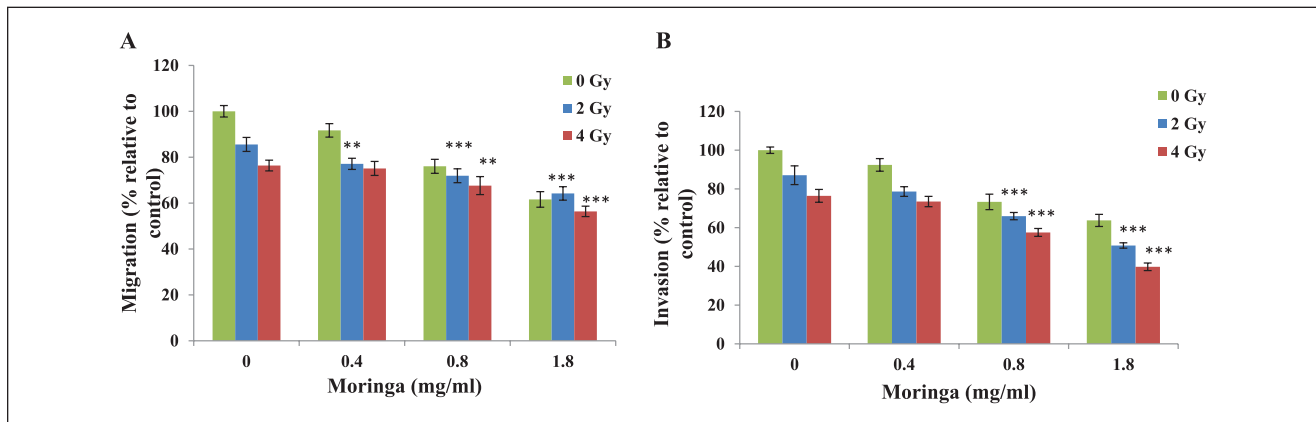 A
Migration (% relative to
control)
120
100
80
60
40
20
0
0 Gy
2 Gy
4 Gy
**
***
**
***
***
0 0.4 0.8 1.8
Moringa (mg/ml)
B
Invasion (% relative to
control)
120
100
80
60
40
20
0
0 Gy
2 Gy
4 Gy
***
***
***
***
0 0.4 0.8 1.8
Moringa (mg/ml)